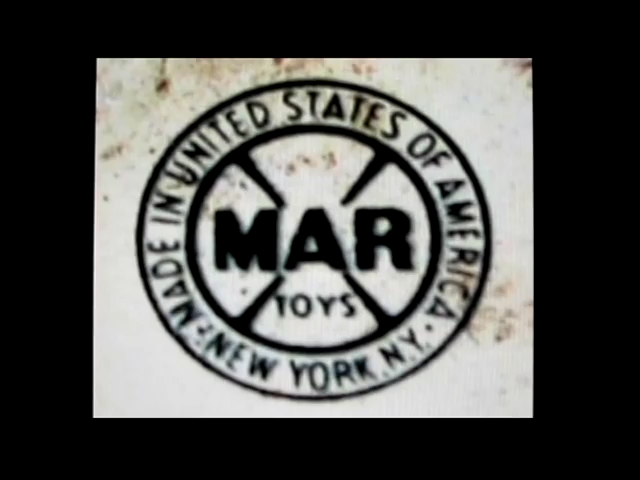 MADE IN UNITED STATES OF AMERICA
MAR
TOYS
NEW YORK, N.Y.